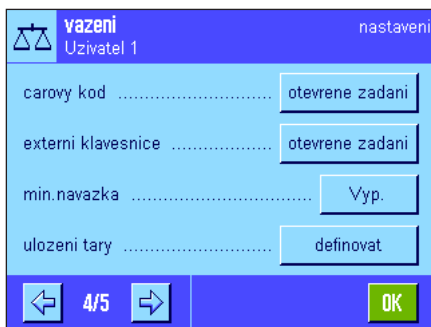 vazeni
nastaveni
Uzivatel 1
carovy kod ............................ otevrene zadani
externi klavesnice .................. otevrene zadani
min.navazka ................................. Vyp.
ulozeni tary ........................... definovat
4/5
OK